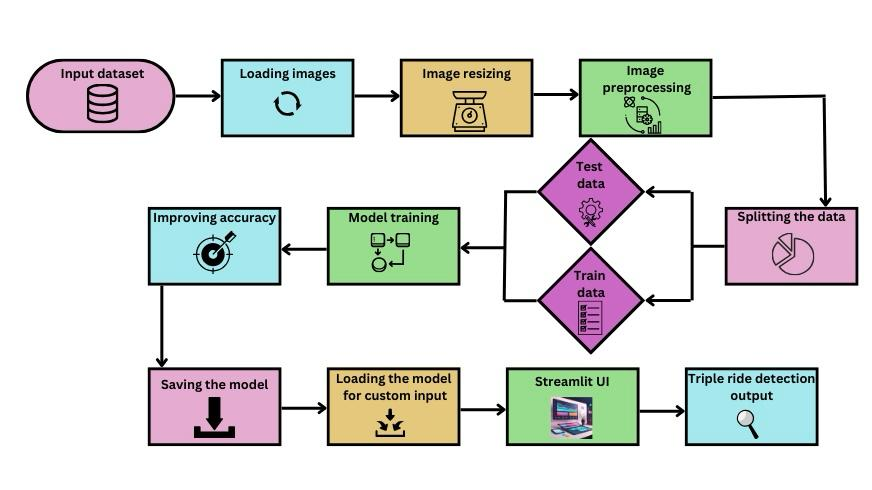 Input dataset
Loading images
Image resizing
Image
preprocessing
Splitting the data
Test
data
Train
data
Model training
Improving accuracy
Saving the model
Loading the model
for custom input
Streamlit UI
Triple ride detection
output